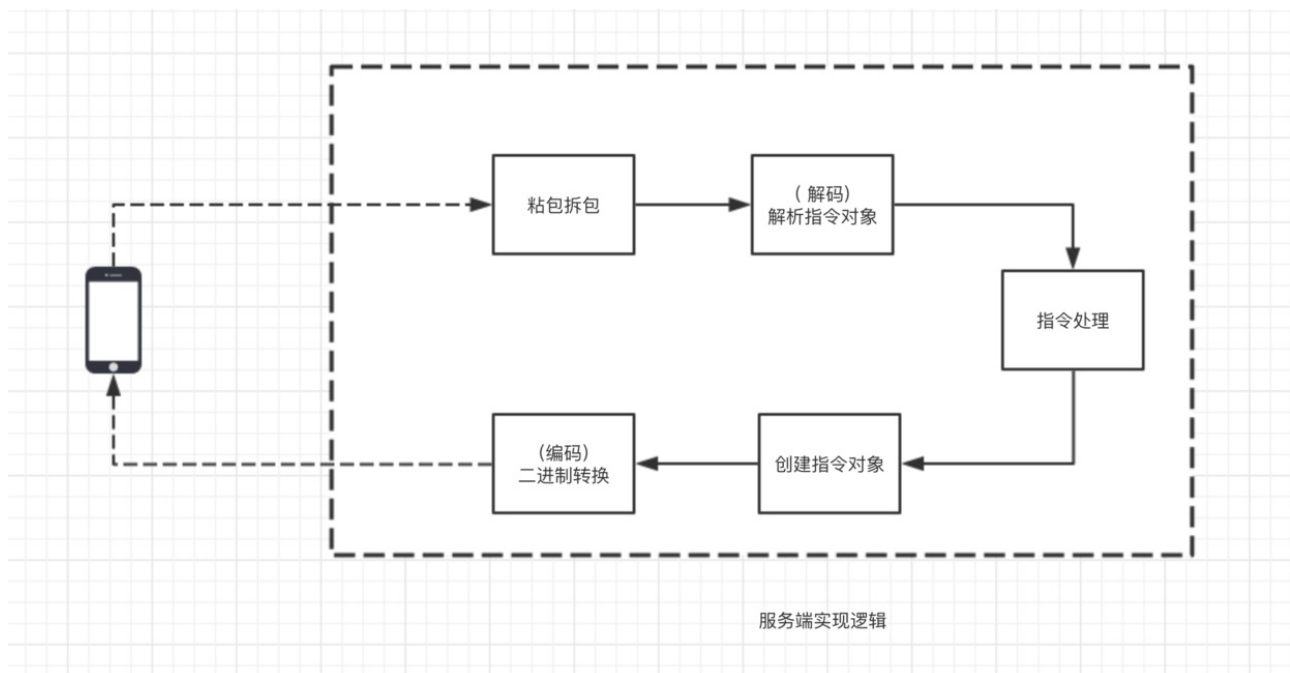 粘包拆包
( 解码)
解析指令对象
指令处理
(编码)
二进制转换
创建指令对象
服务端实现逻辑